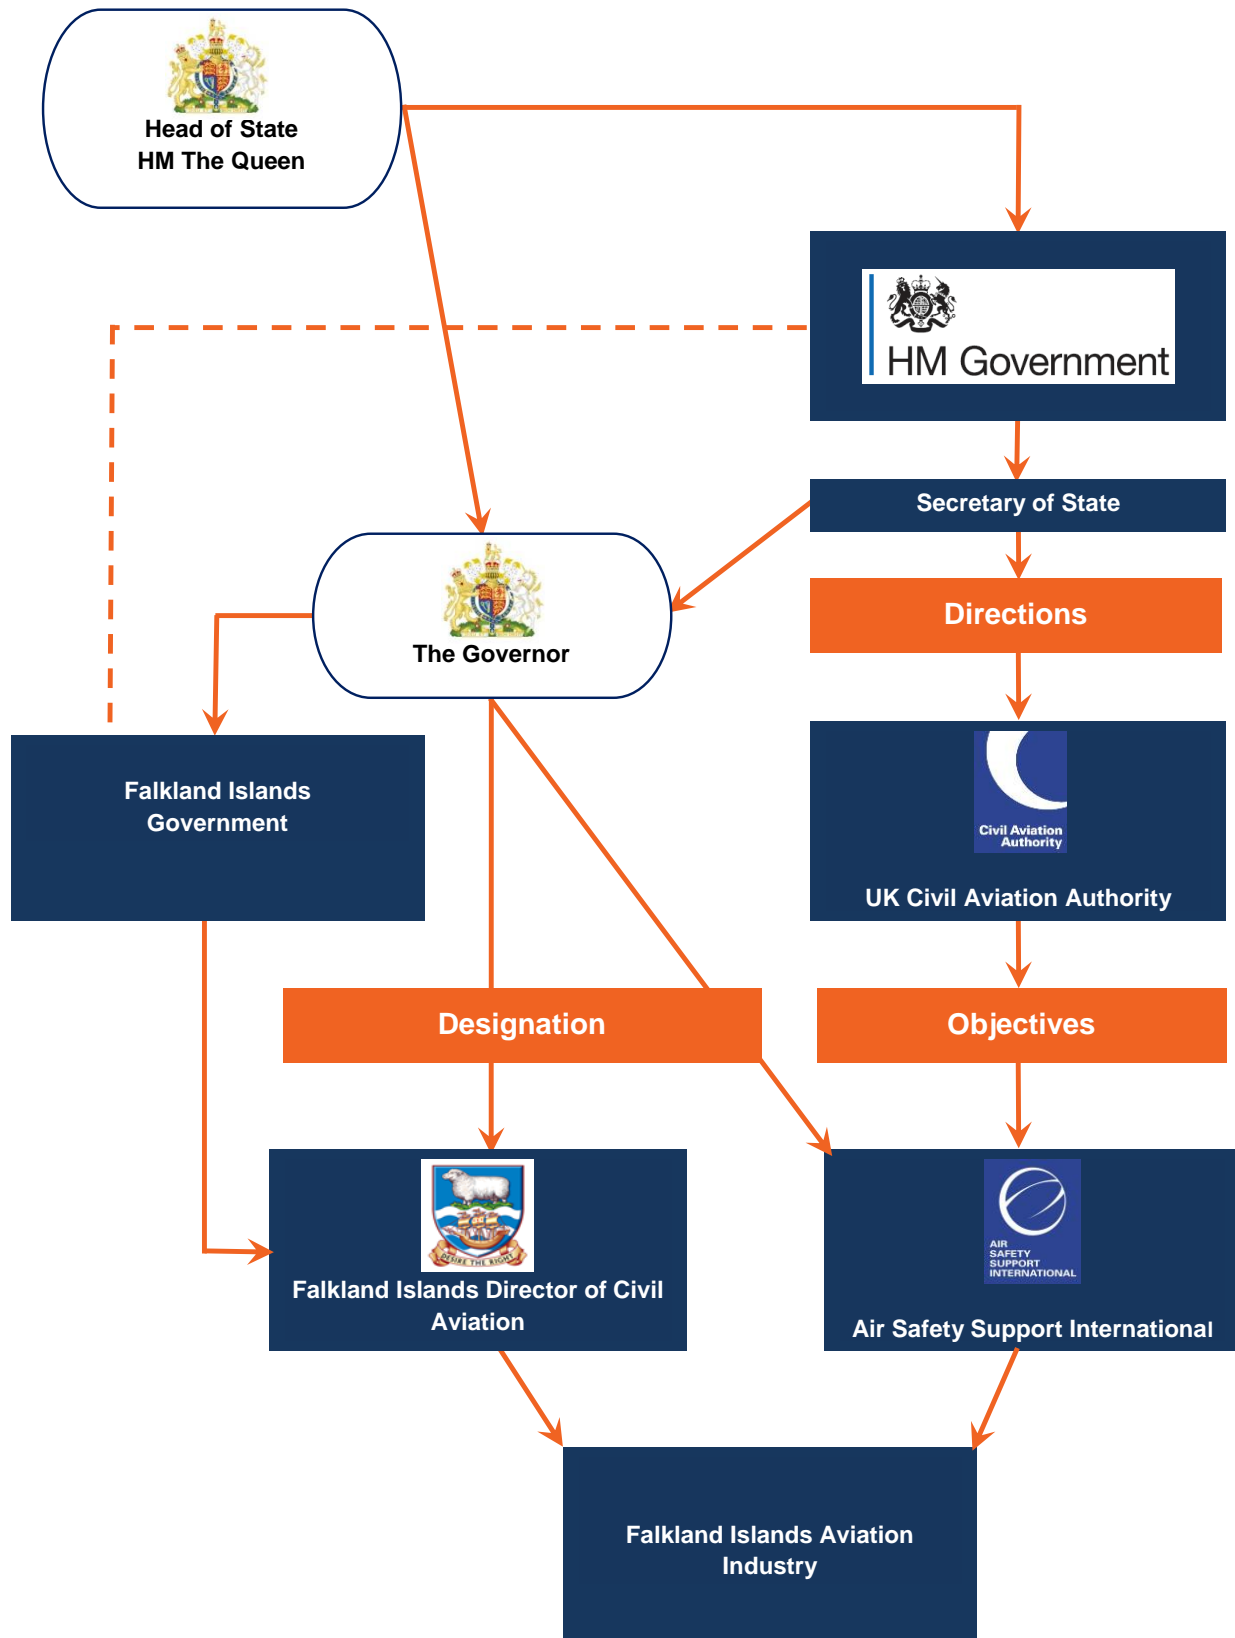 Head of State
HM The Queen
HM Government
Secretary of State
Directions
The Governor
Falkland Islands
Government
Civil Aviation
Authority
UK Civil Aviation Authority
Designation
Objectives
DESIRE THE RIGHT
Falkland Islands Director of Civil
Aviation
AIR
SAFETY
SUPPORT
INTERNATIONAL
Air Safety Support International
Falkland Islands Aviation
Industry